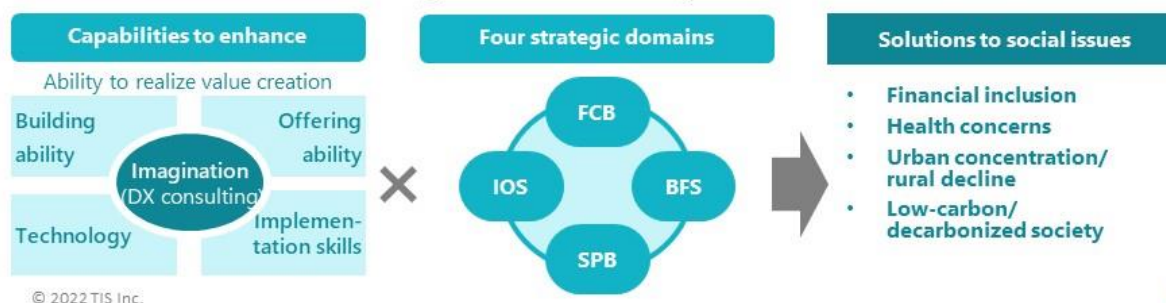 Capabilities to enhance
Ability to realize value creation
Building
ability
Offering
ability
Imagination
(DX consulting)
Technology
Implemen-
tation skills
×
Four strategic domains
FCB
IOS
BFS
SPB
Solutions to social issues
• Financial inclusion
• Health concerns
• Urban concentration/
rural decline
• Low-carbon/
decarbonized society
© 2022 TIS Inc.